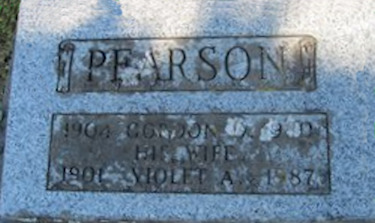 PEARSON
1904 GORDON
HIS WIFE
1901 VIOLET A. 1987